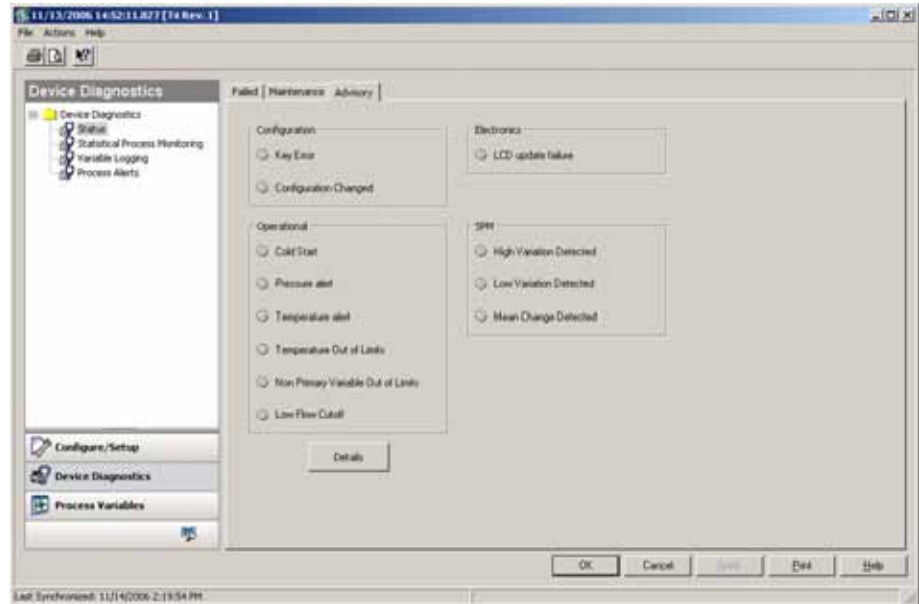 11/13/2006 14:52:11.827 [T4 Rev. 1]
File Actions Help
Device Diagnostics
Device Diagnostics
Status
Statistical Process Monitoring
Variable Logging
Process Alerts
Configure/Setup
Device Diagnostics
Process Variables
Failed Maintenance Advisory
Configuration
Key Error
Configuration Changed
Electronics
LCD update failure
Operational
Cold Start
Pressure alert
Temperature alert
Temperature Out of Limits
Non Primary Variable Out of Limits
Low Flow Cutoff
SPM
High Variation Detected
Low Variation Detected
Mean Change Detected
Details
OK Cancel Apply Print Help
Last Synchronized: 11/14/2006 2:19:54 PM